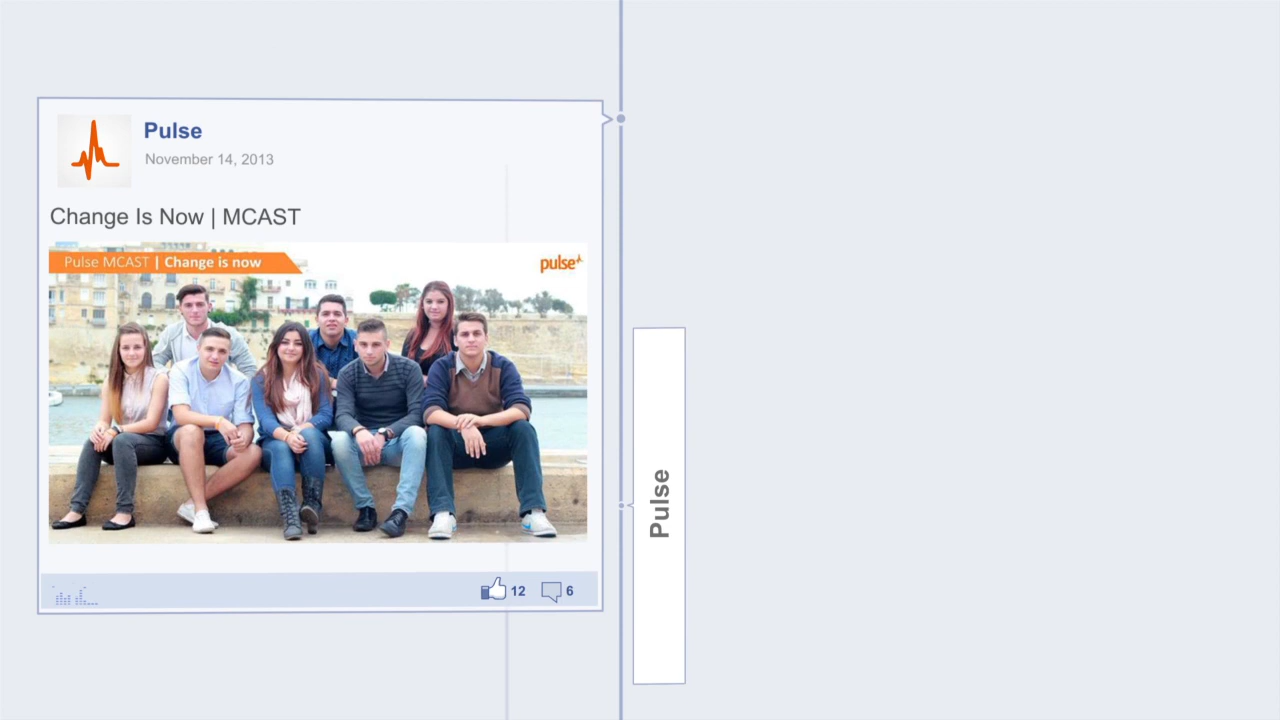 Pulse
November 14, 2013
Change Is Now | MCAST
Pulse MCAST | Change is now
pulse
12
6
Pulse